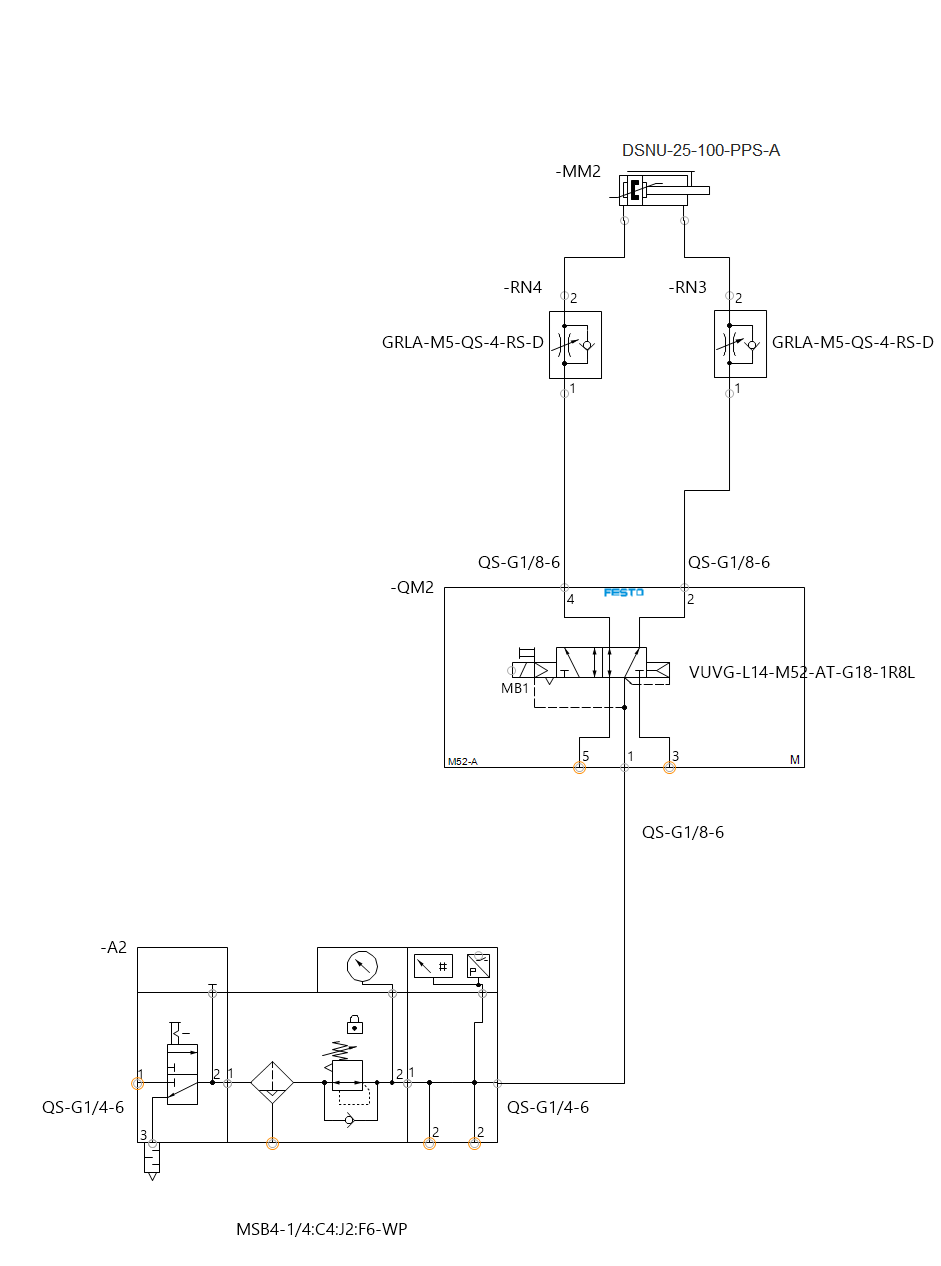 DSNU-25-100-PPS-A
-MM2
-RN4
2
-RN3
2
GRLA-M5-QS-4-RS-D
GRLA-M5-QS-4-RS-D
1
1
QS-G1/8-6
QS-G1/8-6
-QM2
FESTO
4
2
VUVG-L14-M52-AT-G18-1R8L
MB1
5
1
3
M52-A
M
QS-G1/8-6
-A2
#
P
1
2
1
2
1
QS-G1/4-6
QS-G1/4-6
3
2
2
MSB4-1/4:C4:J2:F6-WP